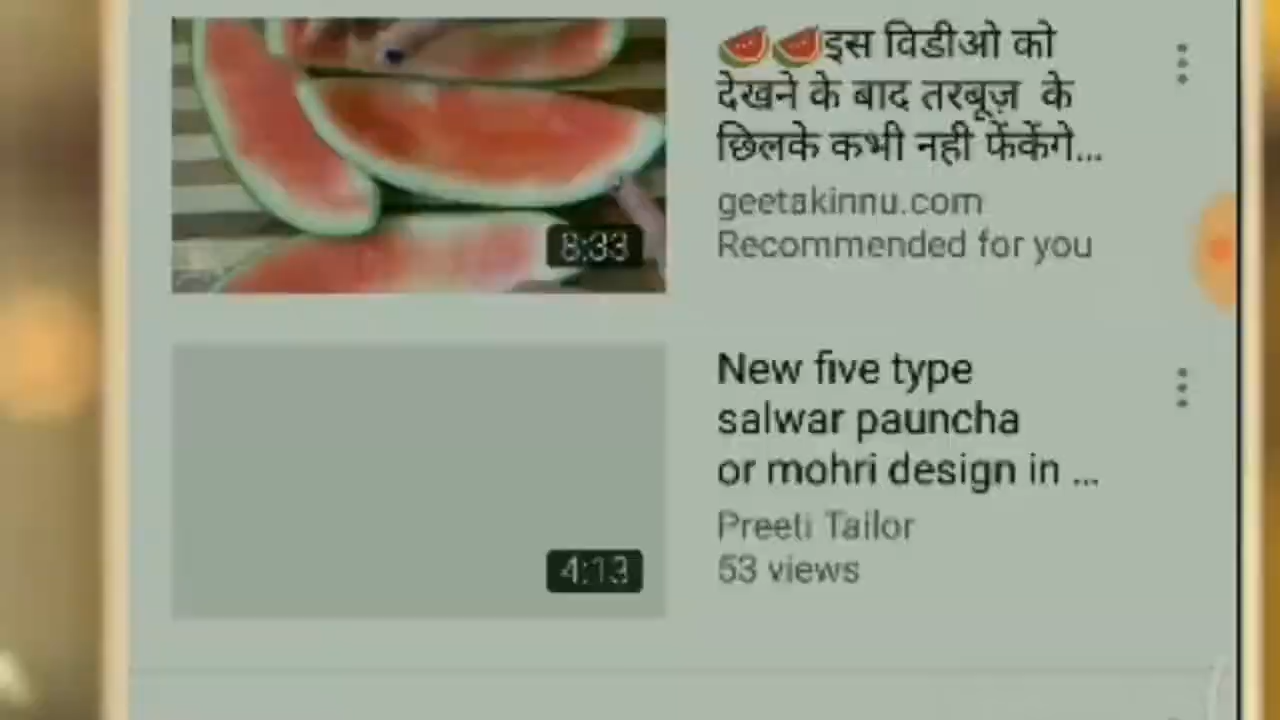 🍉🍉इस विडीओ को
देखने के बाद तरबूज़ के
छिलके कभी नही फेंकेंगे...
geetakinnu.com
Recommended for you
8:33
New five type
salwar pauncha
or mohri design in ...
Preeti Tailor
53 views
4:13